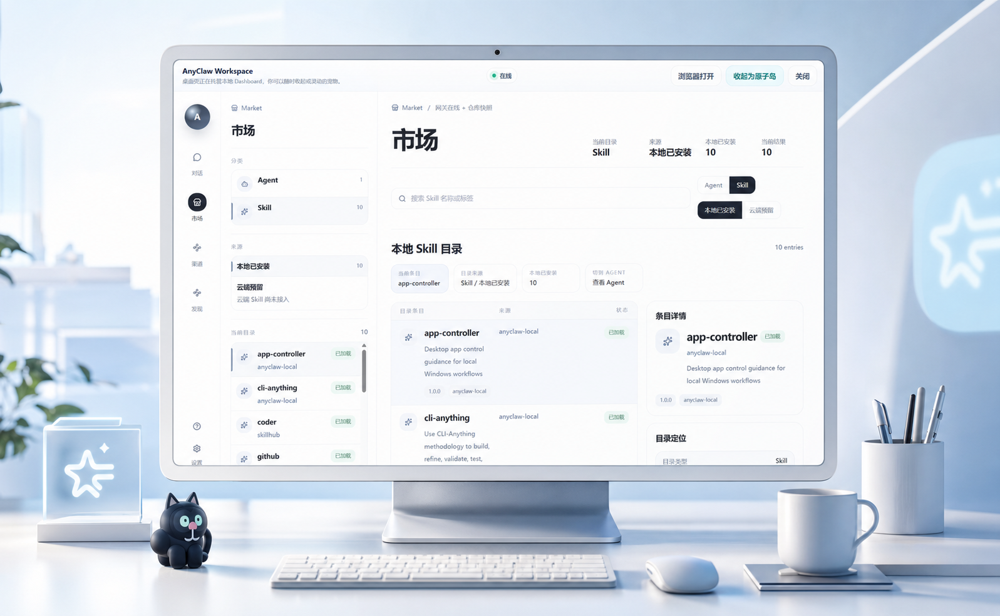 AnyClaw Workspace
桌面壳正在托管本地 Dashboard，你可以随时收起成灵动的宠物。
在线
浏览器打开
收起为原子岛
关闭
A
对话
市场
渠道
发现
设置
Market
市场
分类
Agent
1
Skill
10
来源
本地已安装
10
云端预留
云端 Skill 尚未接入
当前目录
10
app-controller
已加载
anyclaw-local
cli-anything
已加载
anyclaw-local
coder
已加载
skillhub
github
已加载
Market / 网关在线 + 仓库快照
市场
当前目录
Skill
来源
本地已安装
本地已安装
10
当前结果
10
搜索 Skill 名称或标签
Agent
Skill
本地已安装
云端预留
本地 Skill 目录
10 entries
当前条目
app-controller
目录来源
Skill / 本地已安装
本地已安装
10
切到 AGENT
查看 Agent
目录条目
来源
状态
app-controller
anyclaw-local
已加载
Desktop app control
guidance for local
Windows workflows
1.0.0
anyclaw-local
cli-anything
anyclaw-local
已加载
Use CLI-Anything
methodology to build,
refine, validate, test,
条目详情
app-controller
已加载
anyclaw-local
Desktop app control guidance for
local Windows workflows
1.0.0
anyclaw-local
目录定位
目录类型
Skill